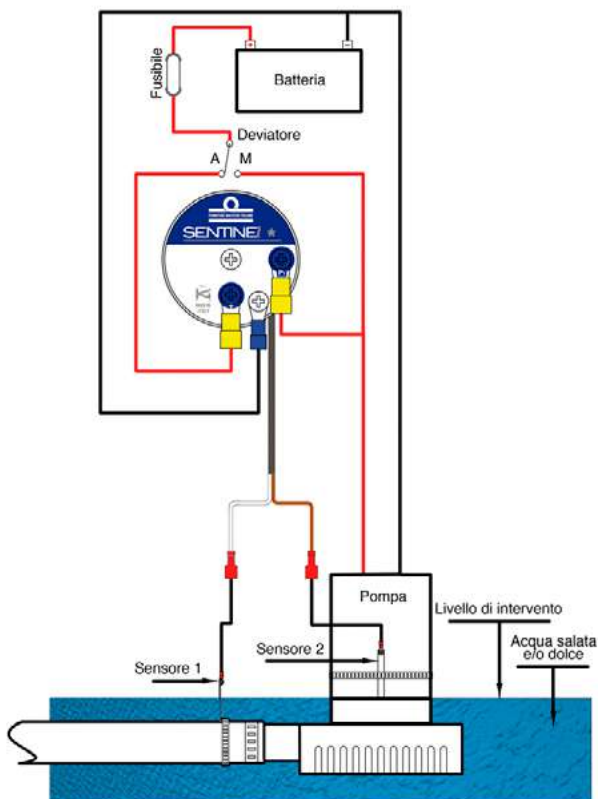 +
−
Batteria
Fusibile
Deviatore
A
M
SENTINEL
Pompa
Livello di intervento
Acqua salata
e/o dolce
Sensore 2
Sensore 1